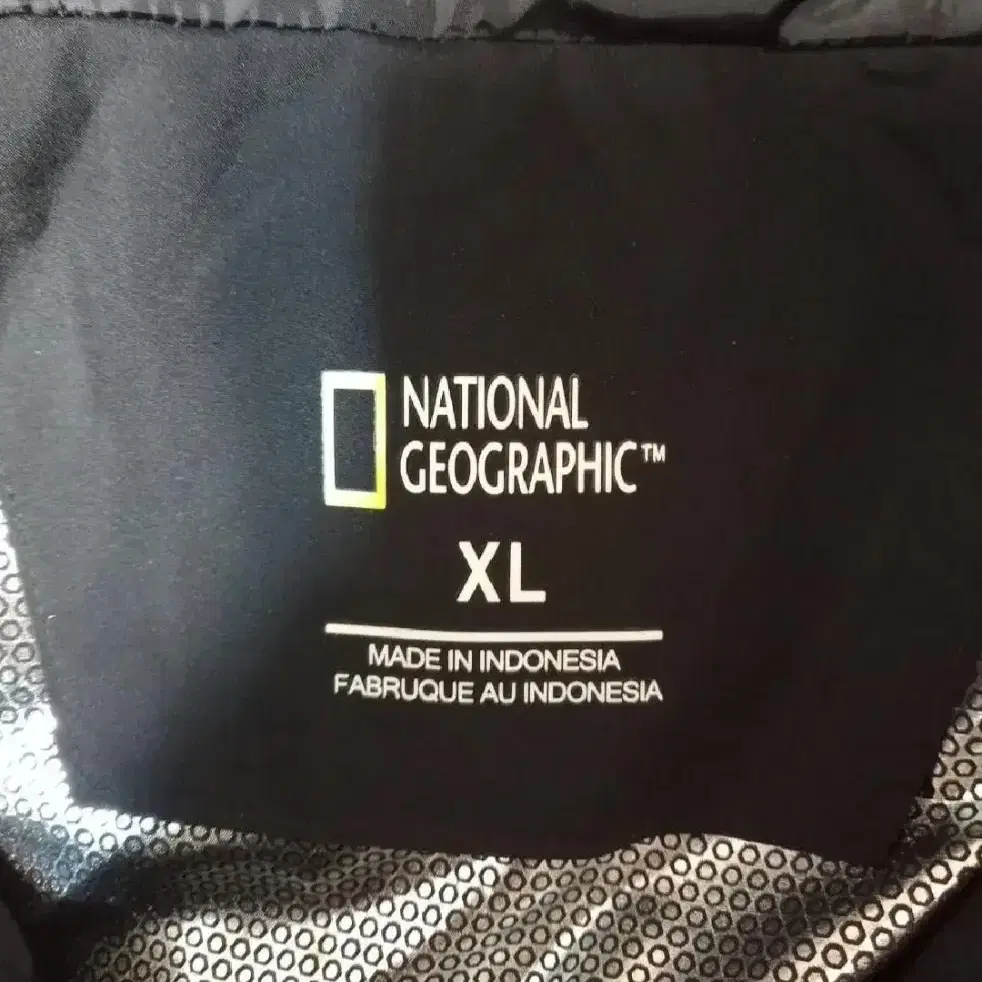 NATIONAL
GEOGRAPHIC™
XL
MADE IN INDONESIA
FABRUQUE AU INDONESIA